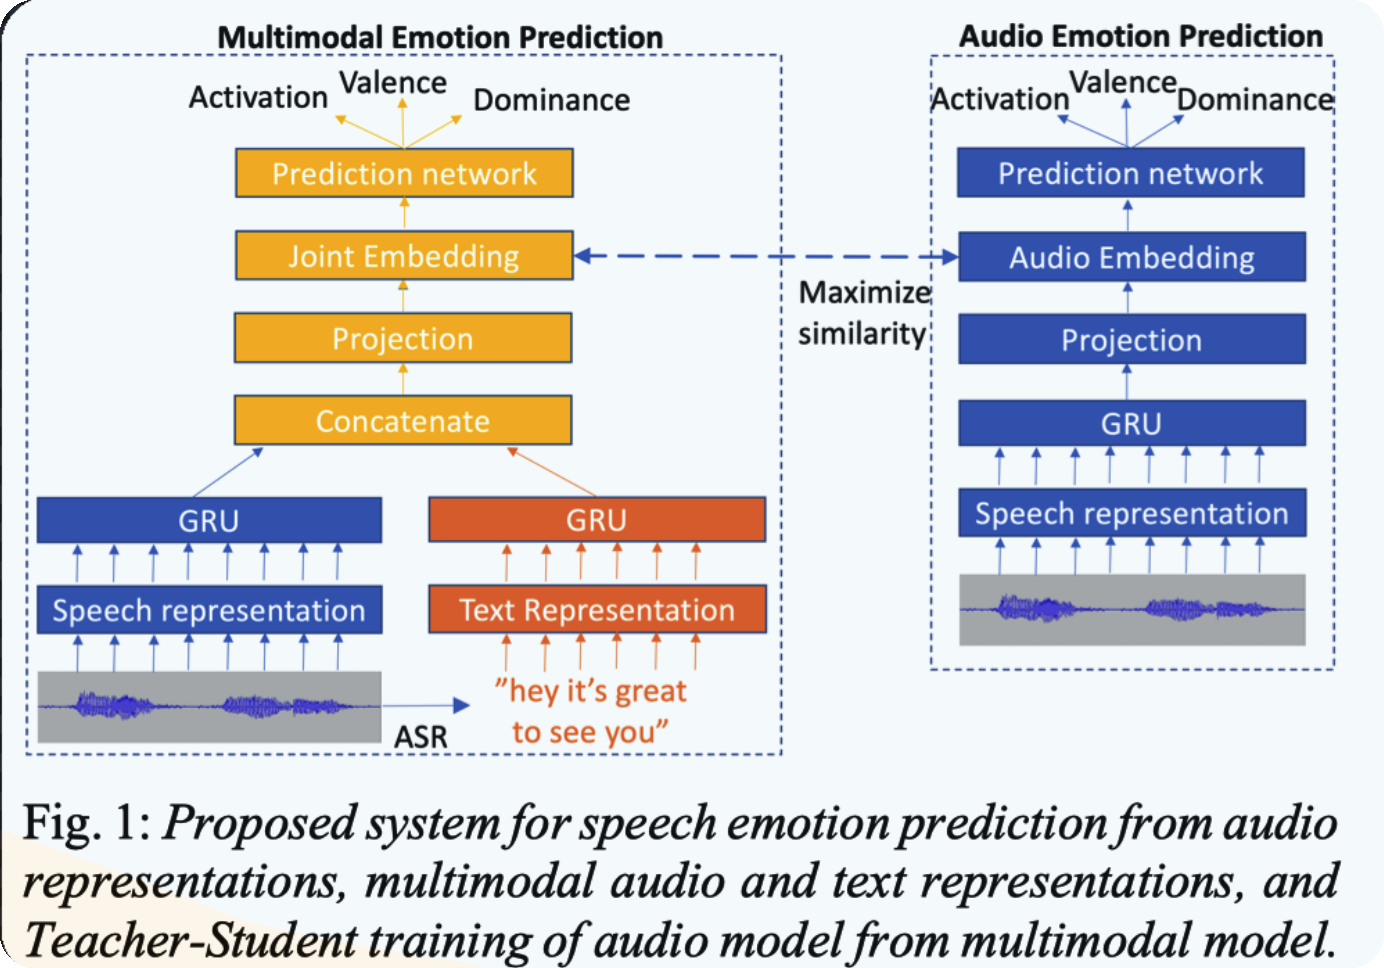 Multimodal Emotion Prediction
Activation
Valence
Dominance
Prediction network
Joint Embedding
Projection
Concatenate
GRU
GRU
Speech representation
Text Representation
ASR
”hey it’s great
to see you”
Maximize
similarity
Audio Emotion Prediction
Activation
Valence
Dominance
Prediction network
Audio Embedding
Projection
GRU
Speech representation
Fig. 1: Proposed system for speech emotion prediction from audio
representations, multimodal audio and text representations, and
Teacher-Student training of audio model from multimodal model.